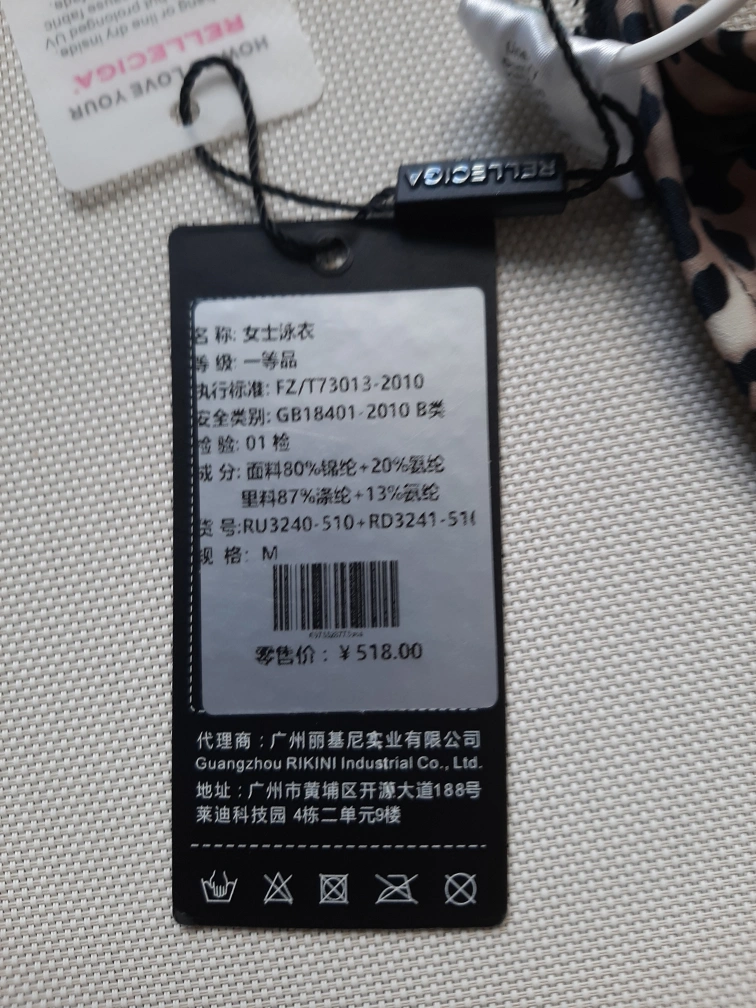 HOW
LOVE YOUR
RELLECIGA
line dry inside
prolonged UV
fabric
RELLECIGA
名 称: 女士泳衣
等 级: 一等品
执行标准: FZ/T73013-2010
安全类别: GB18401-2010 B类
检 验: 01 检
成 分: 面料80%锦纶+20%氨纶
里料87%涤纶+13%氨纶
货 号:RU3240-510+RD3241-51
规 格: M
零售价：¥518.00
代理商：广州丽基尼实业有限公司
Guangzhou RIKINI Industrial Co., Ltd.
地址：广州市黄埔区开源大道188号
莱迪科技园 4栋二单元9楼